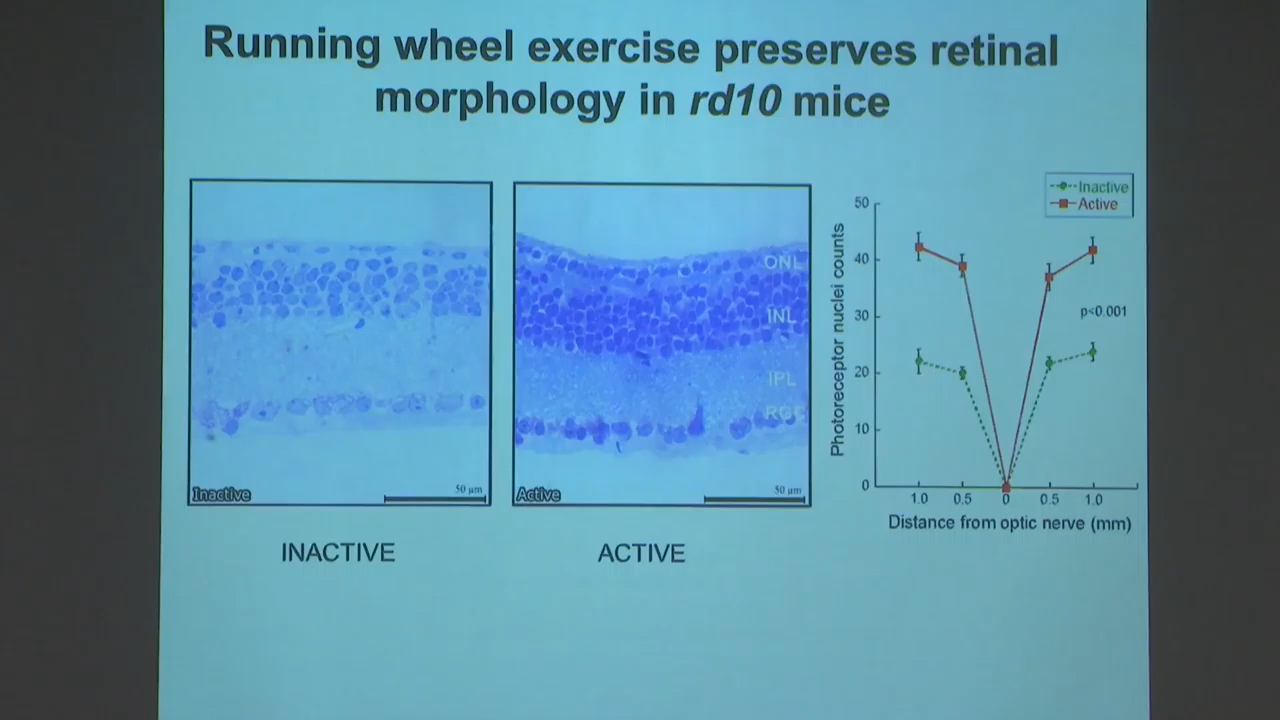 Running wheel exercise preserves retinal
morphology in rd10 mice
ONL
INL
IPL
RGC
Inactive
50 µm
Active
50 µm
INACTIVE
ACTIVE
Inactive
Active
Photoreceptor nuclei counts
50
40
30
20
10
0
p<0.001
1.0 0.5 0 0.5 1.0
Distance from optic nerve (mm)